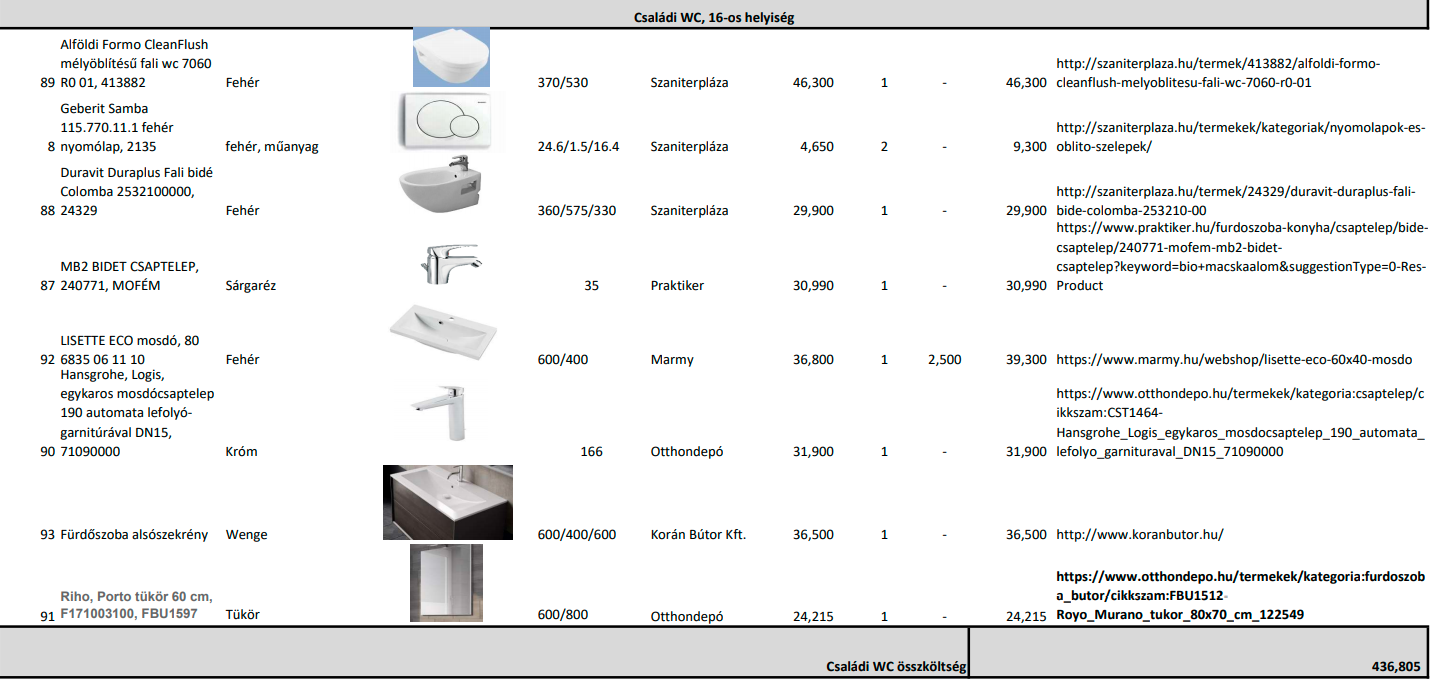 Családi WC, 16-os helyiség
Alföldi Formo CleanFlush
mélyöblítésű fali wc 7060
89 R0 01, 413882 Fehér 370/530 Szaniterpláza 46,300 1 - 46,300
http://szaniterplaza.hu/termek/413882/alfoldi-formo-
cleanflush-melyoblitesu-fali-wc-7060-r0-01
Geberit Samba
115.770.11.1 fehér
8 nyomólap, 2135 fehér, műanyag 24.6/1.5/16.4 Szaniterpláza 4,650 2 - 9,300
http://szaniterplaza.hu/termekek/kategoriak/nyomolapok-es-
oblito-szelepek/
Duravit Duraplus Fali bidé
Colomba 2532100000,
88 24329 Fehér 360/575/330 Szaniterpláza 29,900 1 - 29,900
http://szaniterplaza.hu/termek/24329/duravit-duraplus-fali-
bide-colomba-253210-00
MB2 BIDET CSAPTELEP,
87 240771, MOFÉM Sárgaréz 35 Praktiker 30,990 1 - 30,990
https://www.praktiker.hu/furdoszoba-konyha/csaptelep/bide-
csaptelep/240771-mofem-mb2-bidet-
csaptelep?keyword=bio+macskaalom&suggestionType=0-Res-
Product
LISETTE ECO mosdó, 80
92 6835 06 11 10 Fehér 600/400 Marmy 36,800 1 2,500 39,300 https://www.marmy.hu/webshop/lisette-eco-60x40-mosdo
Hansgrohe, Logis,
egykaros mosdócsaptelep
190 automata lefolyó-
garnitúrával DN15,
90 71090000 Króm 166 Otthondepó 31,900 1 - 31,900
https://www.otthondepo.hu/termekek/kategoria:csaptelep/c
ikkszam:CST1464-
Hansgrohe_Logis_egykaros_mosdocsaptelep_190_automata_
lefolyo_garnituraval_DN15_71090000
93 Fürdőszoba alsószekrény Wenge 600/400/600 Korán Bútor Kft. 36,500 1 - 36,500 http://www.koranbutor.hu/
Riho, Porto tükör 60 cm,
91 F171003100, FBU1597 Tükör 600/800 Otthondepó 24,215 1 - 24,215
https://www.otthondepo.hu/termekek/kategoria:furdoszob
a_butor/cikkszam:FBU1512-
Royo_Murano_tukor_80x70_cm_122549
Családi WC összköltség 436,805